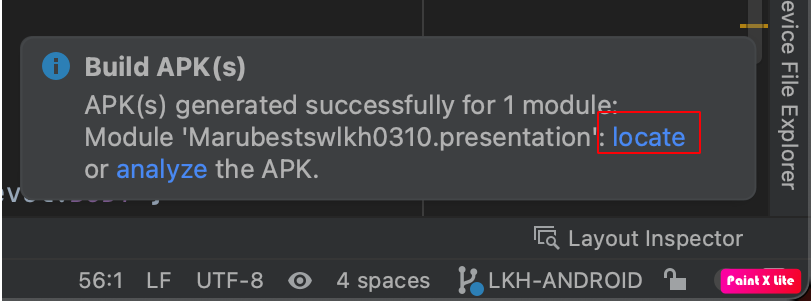 Build APK(s)
APK(s) generated successfully for 1 module:
Module 'Marubestswlkh0310.presentation': locate
or analyze the APK.
evice File Explorer
Layout Inspector
56:1 LF UTF-8 4 spaces LKH-ANDROID
Paint X Lite